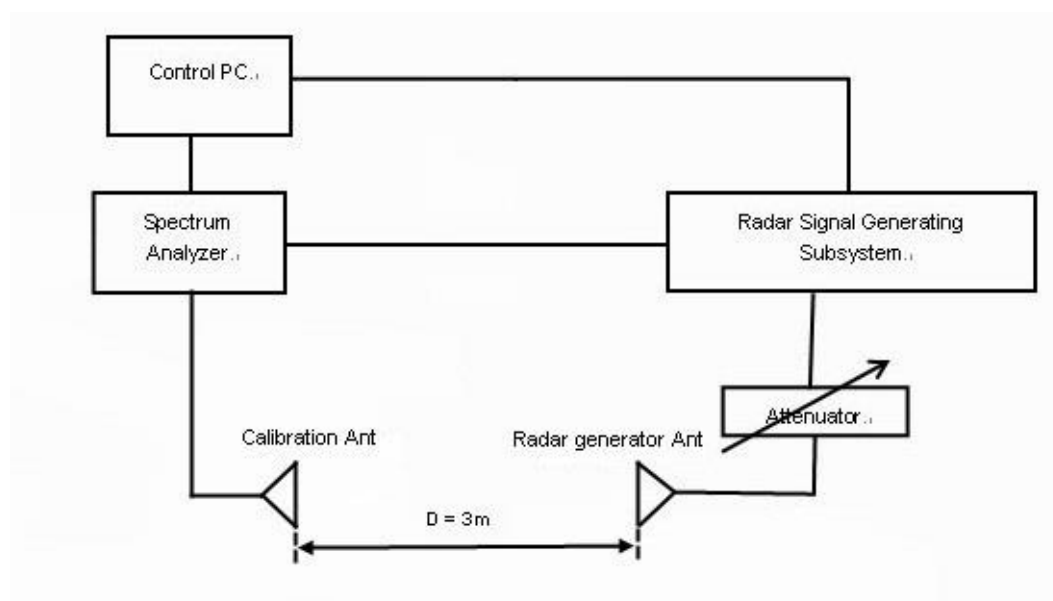 Control PC.
Spectrum
Analyzer.
Radar Signal Generating
Subsystem.
Attenuator.
Calibration Ant
Radar generator Ant
D = 3m